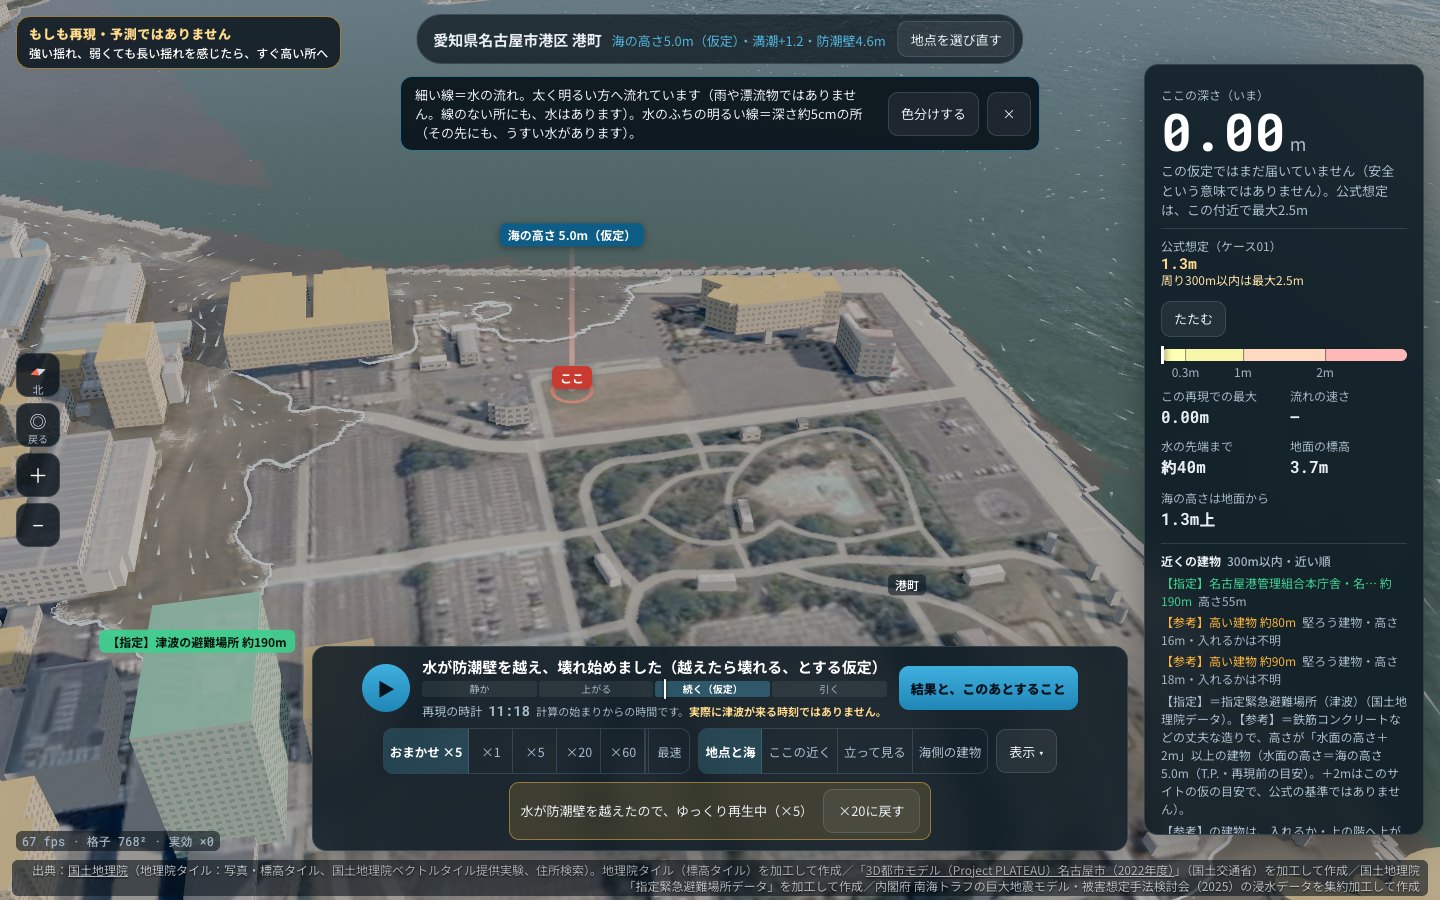 もしも再現・予測ではありません
強い揺れ、弱くても長い揺れを感じたら、すぐ高い所へ
愛知県名古屋市港区 港町
海の高さ5.0m（仮定）・満潮+1.2・防潮壁4.6m
地点を選び直す
細い線＝水の流れ。太く明るい方へ流れています（雨や漂流物ではありませ
ん。線のない所にも、水はあります）。水のふちの明るい線＝深さ約5cmの所
（その先にも、うすい水があります）。
色分けする
×
海の高さ 5.0m（仮定）
ここ
港町
【指定】津波の避難場所 約190m
北
戻る
＋
−
ここの深さ（いま）
0.00 m
この仮定ではまだ届いていません（安全
という意味ではありません）。公式想定
は、この付近で最大2.5m
公式想定（ケース01）
1.3m
周り300m以内は最大2.5m
たたむ
0.3m 1m 2m
この再現での最大 流れの速さ
0.00m −
水の先端まで 地面の標高
約40m 3.7m
海の高さは地面から
1.3m上
近くの建物 300m以内・近い順
【指定】名古屋港管理組合本庁舎・名… 約
190m 高さ55m
【参考】高い建物 約80m 堅ろう建物・高さ
16m・入れるかは不明
【参考】高い建物 約90m 堅ろう建物・高さ
18m・入れるかは不明
【指定】＝指定緊急避難場所（津波）（国土地
理院データ）。【参考】＝鉄筋コンクリートな
どの丈夫な造りで、高さが「水面の高さ＋
2m」以上の建物（水面の高さ＝海の高さ
5.0m（T.P.・再現前の目安）。＋2mはこのサ
イトの仮の目安で、公式の基準ではありませ
ん）。
【参考】の建物は、入れるか・上の階へ上が
水が防潮壁を越え、壊れ始めました（越えたら壊れる、とする仮定）
静か 上がる 続く（仮定） 引く
再現の時計 11:18 計算の始まりからの時間です。実際に津波が来る時刻ではありません。
結果と、このあとすること
おまかせ ×5 ×1 ×5 ×20 ×60 最速
地点と海 ここの近く 立って見る 海側の建物
表示 ▾
水が防潮壁を越えたので、ゆっくり再生中（×5）
×20に戻す
67 fps · 格子 768² · 実効 ×0
出典：国土地理院（地理院タイル：写真・標高タイル、国土地理院ベクトルタイル提供実験、住所検索）。地理院タイル（標高タイル）を加工して作成／「3D都市モデル（Project PLATEAU）名古屋市（2022年度）」（国土交通省）を加工して作成／国土地理院
「指定緊急避難場所データ」を加工して作成／内閣府 南海トラフの巨大地震モデル・被害想定手法検討会（2025）の浸水データを集約加工して作成